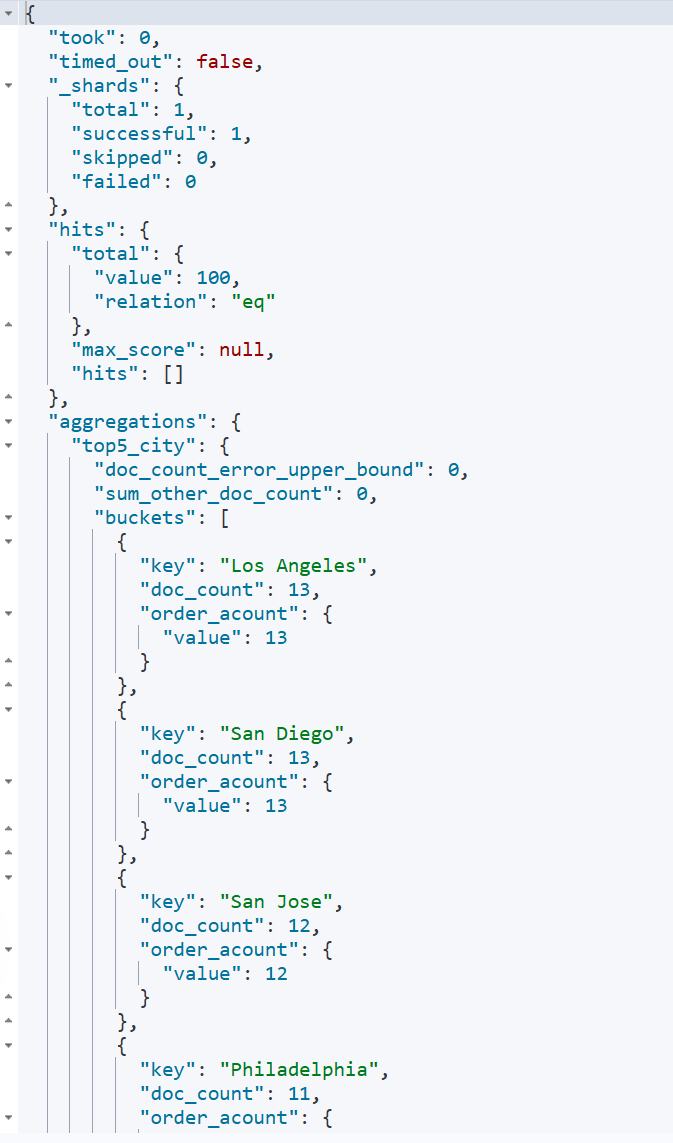 {
"took": 0,
"timed_out": false,
"_shards": {
"total": 1,
"successful": 1,
"skipped": 0,
"failed": 0
},
"hits": {
"total": {
"value": 100,
"relation": "eq"
},
"max_score": null,
"hits": []
},
"aggregations": {
"top5_city": {
"doc_count_error_upper_bound": 0,
"sum_other_doc_count": 0,
"buckets": [
{
"key": "Los Angeles",
"doc_count": 13,
"order_acount": {
"value": 13
}
},
{
"key": "San Diego",
"doc_count": 13,
"order_acount": {
"value": 13
}
},
{
"key": "San Jose",
"doc_count": 12,
"order_acount": {
"value": 12
}
},
{
"key": "Philadelphia",
"doc_count": 11,
"order_acount": {